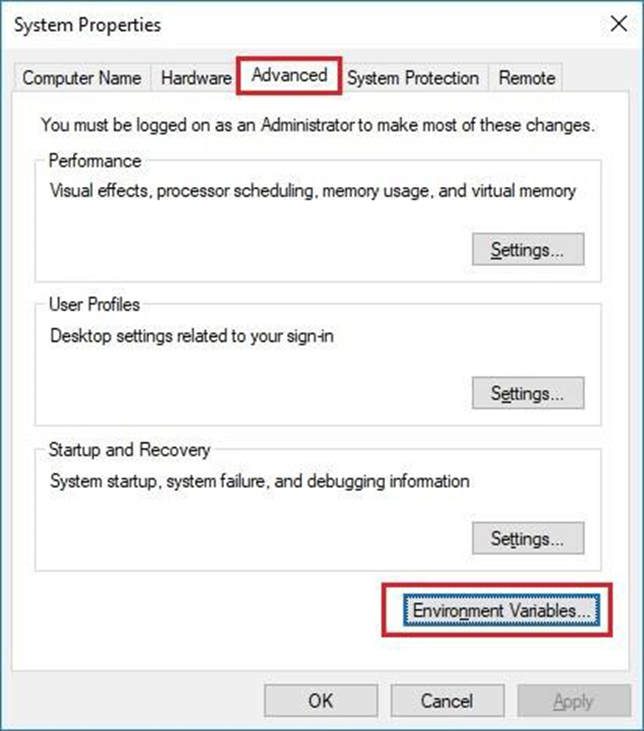 System Properties
Computer Name Hardware Advanced System Protection Remote
You must be logged on as an Administrator to make most of these changes.
Performance
Visual effects, processor scheduling, memory usage, and virtual memory
Settings...
User Profiles
Desktop settings related to your sign-in
Settings...
Startup and Recovery
System startup, system failure, and debugging information
Settings...
Environment Variables...
OK Cancel Apply